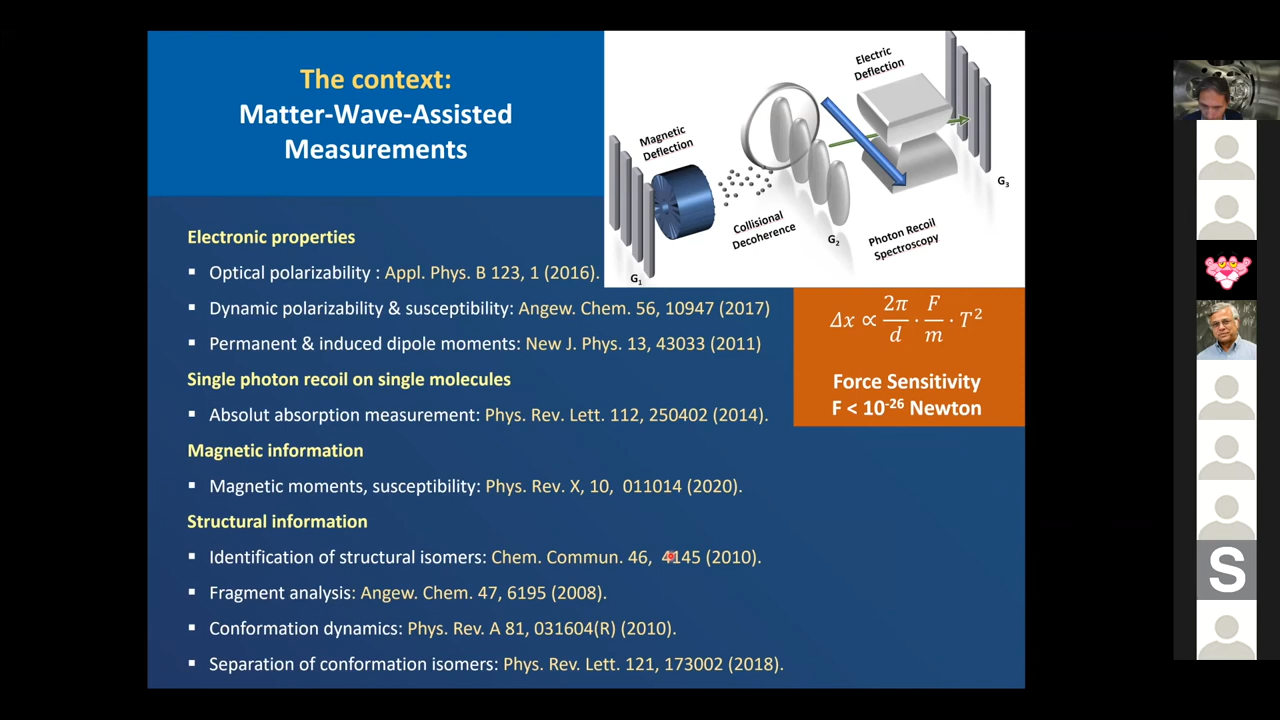 The context:
Matter-Wave-Assisted
Measurements
Magnetic
Deflection
Electric
Deflection
Collisional
Decoherence
Photon Recoil
Spectroscopy
G1
G2
G3
Electronic properties
▪ Optical polarizability : Appl. Phys. B 123, 1 (2016).
▪ Dynamic polarizability & susceptibility: Angew. Chem. 56, 10947 (2017)
▪ Permanent & induced dipole moments: New J. Phys. 13, 43033 (2011)
Single photon recoil on single molecules
▪ Absolut absorption measurement: Phys. Rev. Lett. 112, 250402 (2014).
Magnetic information
▪ Magnetic moments, susceptibility: Phys. Rev. X, 10, 011014 (2020).
Structural information
▪ Identification of structural isomers: Chem. Commun. 46, 4145 (2010).
▪ Fragment analysis: Angew. Chem. 47, 6195 (2008).
▪ Conformation dynamics: Phys. Rev. A 81, 031604(R) (2010).
▪ Separation of conformation isomers: Phys. Rev. Lett. 121, 173002 (2018).
Δx ∝ 2π/d · F/m · T²
Force Sensitivity
F < 10⁻²⁶ Newton
S